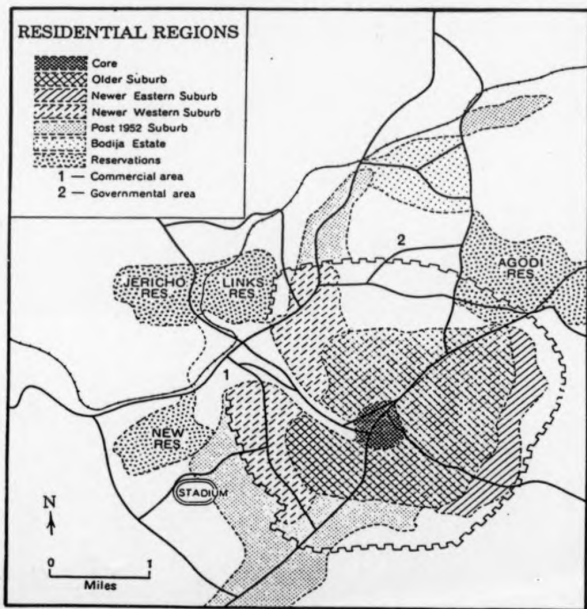 RESIDENTIAL REGIONS
Core
Older Suburb
Newer Eastern Suburb
Newer Western Suburb
Post 1952 Suburb
Bodija Estate
Reservations
1 — Commercial area
2 — Governmental area
2
JERICHO
RES.
LINKS
RES.
AGODI
RES.
1
NEW
RES.
STADIUM
N
0 1
Miles